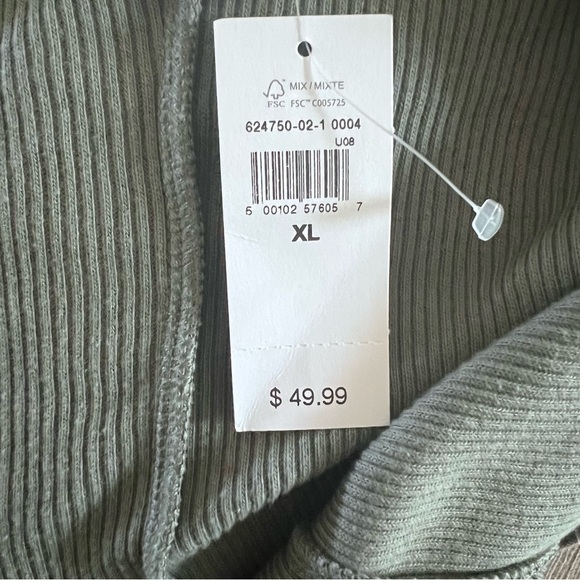 MIX / MIXTE
FSC FSC™ C005725
624750-02-1 0004
U08
5 00102 57605 7
XL
$ 49.99